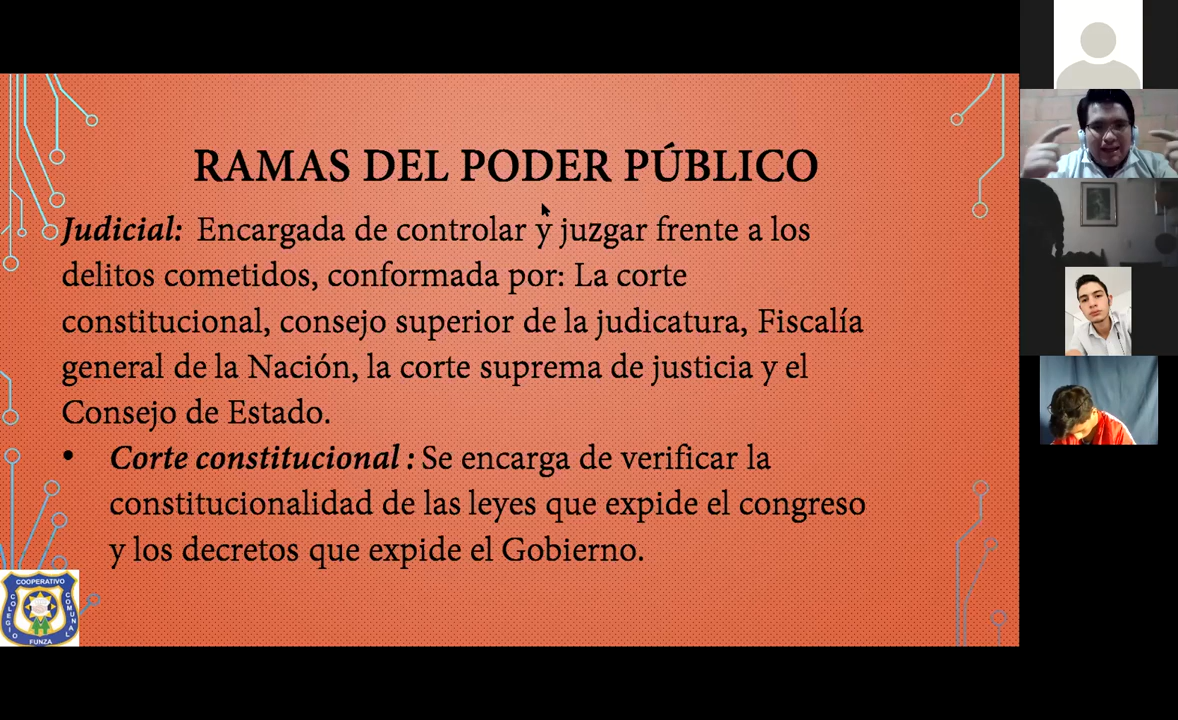 RAMAS DEL PODER PÚBLICO
Judicial: Encargada de controlar y juzgar frente a los
delitos cometidos, conformada por: La corte
constitucional, consejo superior de la judicatura, Fiscalía
general de la Nación, la corte suprema de justicia y el
Consejo de Estado.
• Corte constitucional : Se encarga de verificar la
constitucionalidad de las leyes que expide el congreso
y los decretos que expide el Gobierno.
COOPERATIVO
COLEGIO
COMUNAL
FUNZA